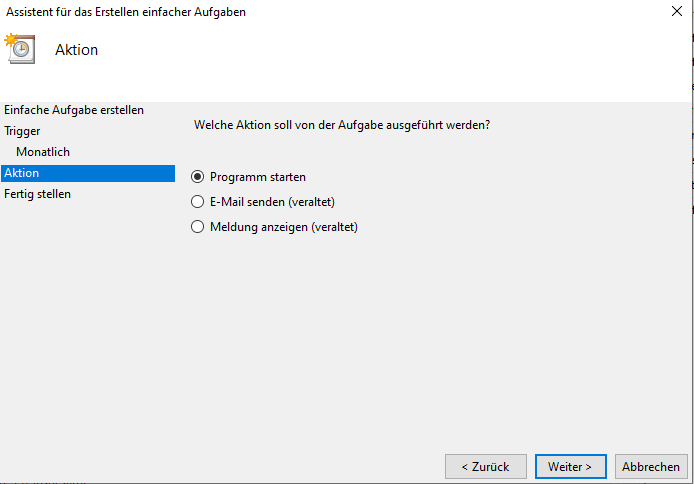 Assistent für das Erstellen einfacher Aufgaben
Aktion
Einfache Aufgabe erstellen
Trigger
Monatlich
Aktion
Fertig stellen
Welche Aktion soll von der Aufgabe ausgeführt werden?
Programm starten
E-Mail senden (veraltet)
Meldung anzeigen (veraltet)
< Zurück
Weiter >
Abbrechen